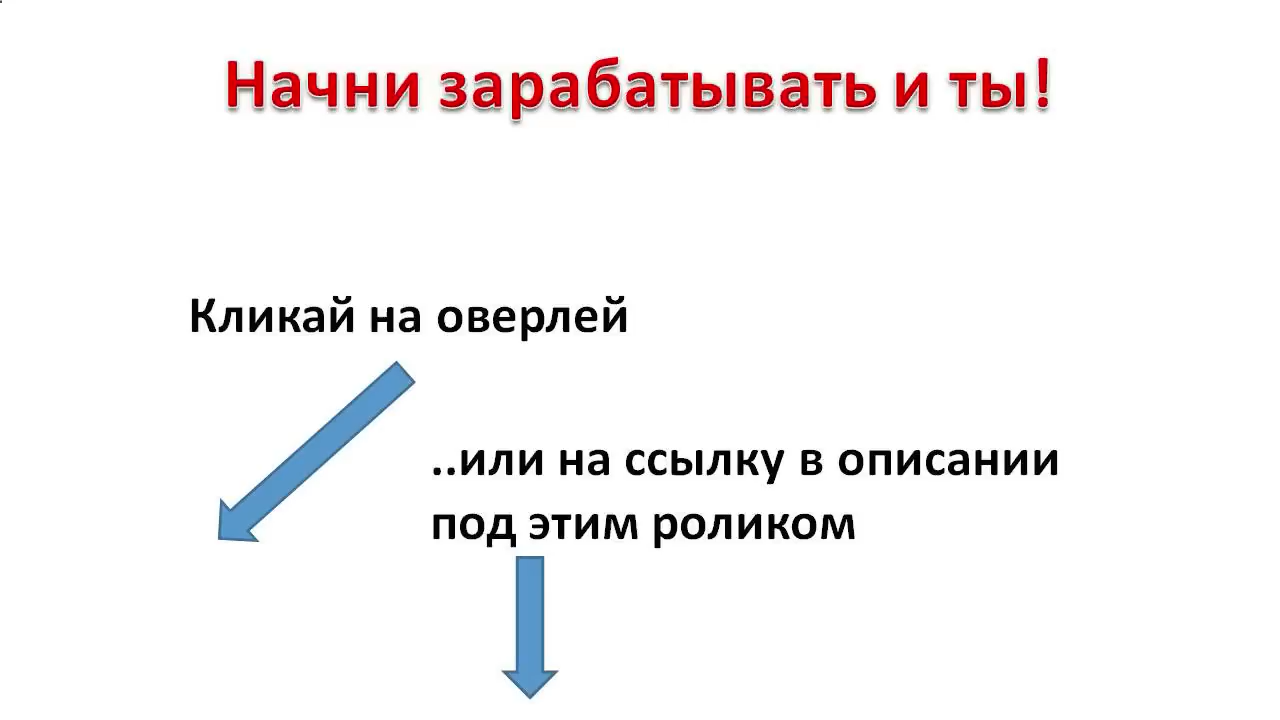 Начни зарабатывать и ты!
Кликай на оверлей
..или на ссылку в описании
под этим роликом